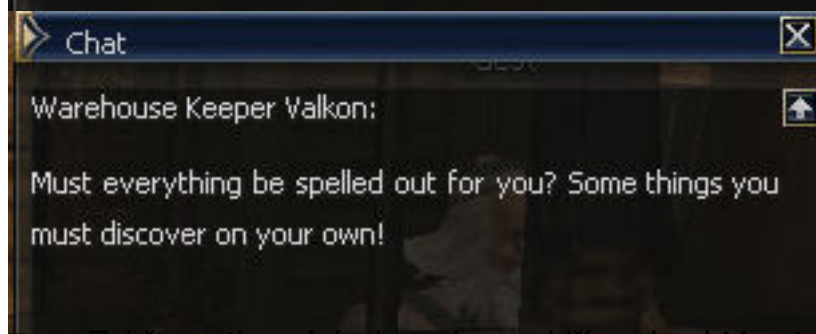 Chat
Warehouse Keeper Valkon:
Must everything be spelled out for you? Some things you
must discover on your own!